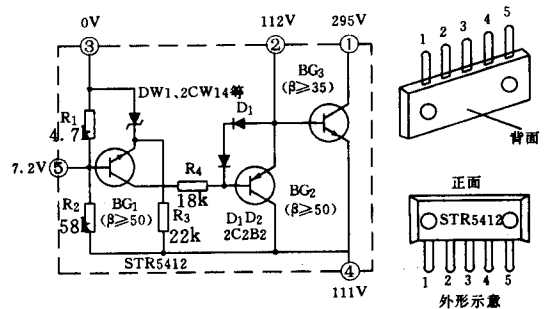 0V
112V
295V
③
②
①
BG3
(β≥35)
DW1、2CW14等
D1
R1
4.7k
7.2V
⑤
R4
18k
BG1
(β≥50)
BG2
(β≥50)
R2
58k
R3
22k
D1 D2
2C2B2
STR5412
④
111V
1 2 3 4 5
背面
正面
STR5412
1 2 3 4 5
外形示意